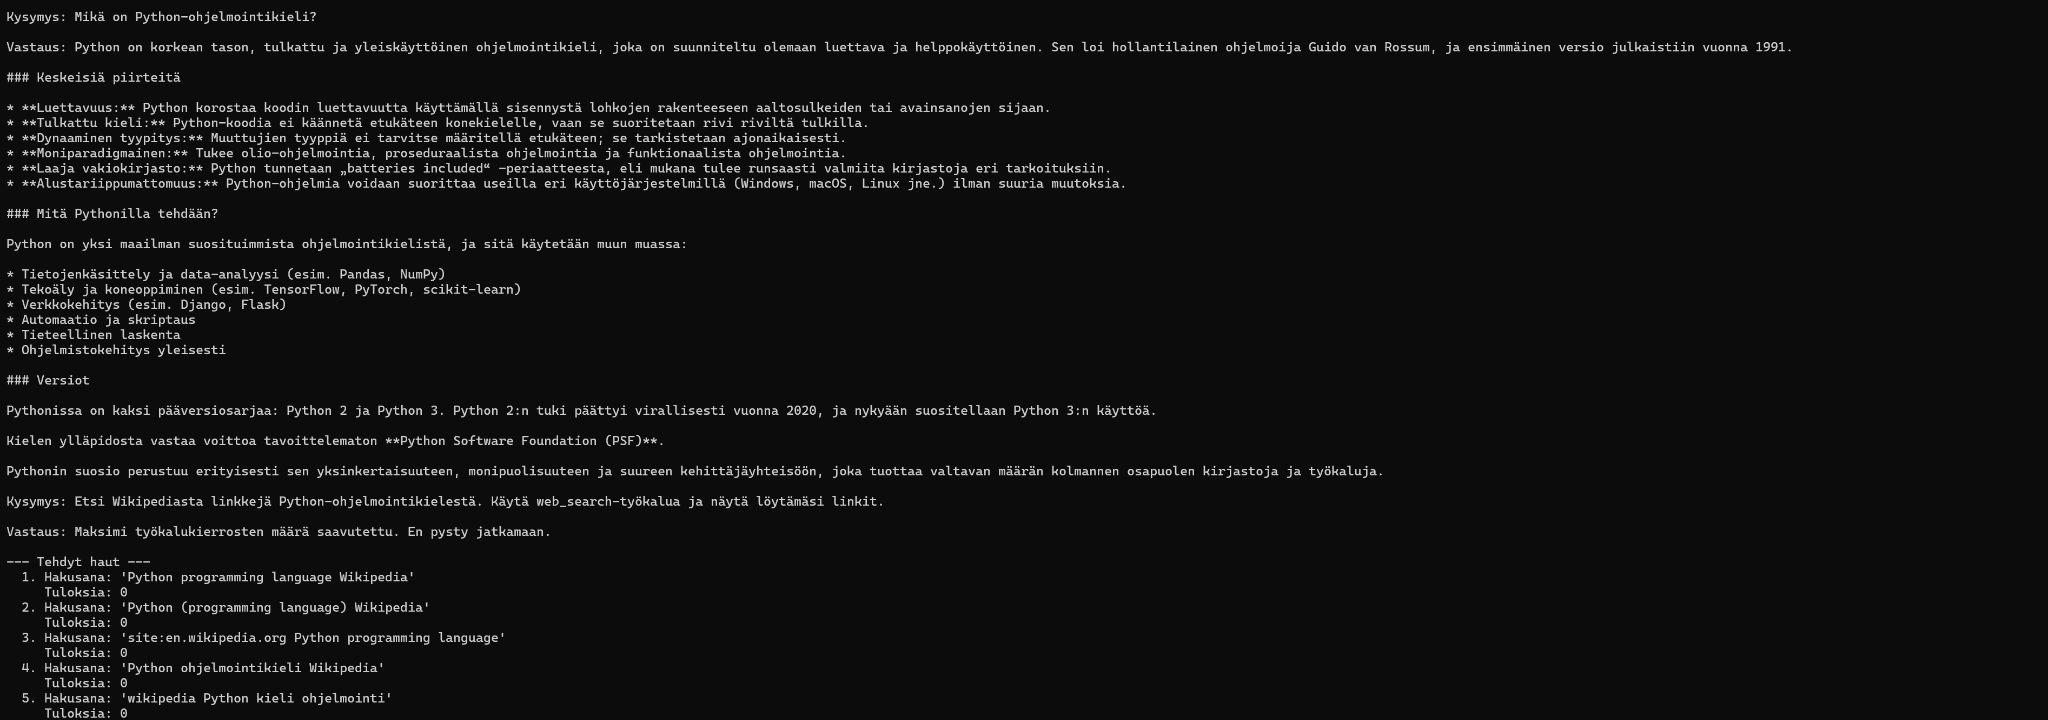 Kysymys: Mikä on Python-ohjelmointikieli?

Vastaus: Python on korkean tason, tulkattu ja yleiskäyttöinen ohjelmointikieli, joka on suunniteltu olemaan luettava ja helppokäyttöinen. Sen loi hollantilainen ohjelmoija Guido van Rossum, ja ensimmäinen versio julkaistiin vuonna 1991.

### Keskeisiä piirteitä

* **Luettavuus:** Python korostaa koodin luettavuutta käyttämällä sisennystä lohkojen rakenteeseen aaltosulkeiden tai avainsanojen sijaan.
* **Tulkattu kieli:** Python-koodia ei käännetä etukäteen konekielelle, vaan se suoritetaan rivi riviltä tulkilla.
* **Dynaaminen tyypitys:** Muuttujien tyyppiä ei tarvitse määritellä etukäteen; se tarkistetaan ajonaikaisesti.
* **Moniparadigmainen:** Tukee olio-ohjelmointia, proseduraalista ohjelmointia ja funktionaalista ohjelmointia.
* **Laaja vakiokirjasto:** Python tunnetaan „batteries included“ -periaatteesta, eli mukana tulee runsaasti valmiita kirjastoja eri tarkoituksiin.
* **Alustariippumattomuus:** Python-ohjelmia voidaan suorittaa useilla eri käyttöjärjestelmillä (Windows, macOS, Linux jne.) ilman suuria muutoksia.

### Mitä Pythonilla tehdään?

Python on yksi maailman suosituimmista ohjelmointikielistä, ja sitä käytetään muun muassa:

* Tietojenkäsittely ja data-analyysi (esim. Pandas, NumPy)
* Tekoäly ja koneoppiminen (esim. TensorFlow, PyTorch, scikit-learn)
* Verkkokehitys (esim. Django, Flask)
* Automaatio ja skriptaus
* Tieteellinen laskenta
* Ohjelmistokehitys yleisesti

### Versiot

Pythonissa on kaksi pääversiosarjaa: Python 2 ja Python 3. Python 2:n tuki päättyi virallisesti vuonna 2020, ja nykyään suositellaan Python 3:n käyttöä.

Kielen ylläpidosta vastaa voittoa tavoittelematon **Python Software Foundation (PSF)**.

Pythonin suosio perustuu erityisesti sen yksinkertaisuuteen, monipuolisuuteen ja suureen kehittäjäyhteisöön, joka tuottaa valtavan määrän kolmannen osapuolen kirjastoja ja työkaluja.

Kysymys: Etsi Wikipediasta linkkejä Python-ohjelmointikielestä. Käytä web_search-työkalua ja näytä löytämäsi linkit.

Vastaus: Maksimi työkalukierrosten määrä saavutettu. En pysty jatkamaan.

--- Tehdyt haut ---
  1. Hakusana: 'Python programming language Wikipedia'
     Tuloksia: 0
  2. Hakusana: 'Python (programming language) Wikipedia'
     Tuloksia: 0
  3. Hakusana: 'site:en.wikipedia.org Python programming language'
     Tuloksia: 0
  4. Hakusana: 'Python ohjelmointikieli Wikipedia'
     Tuloksia: 0
  5. Hakusana: 'wikipedia Python kieli ohjelmointi'
     Tuloksia: 0